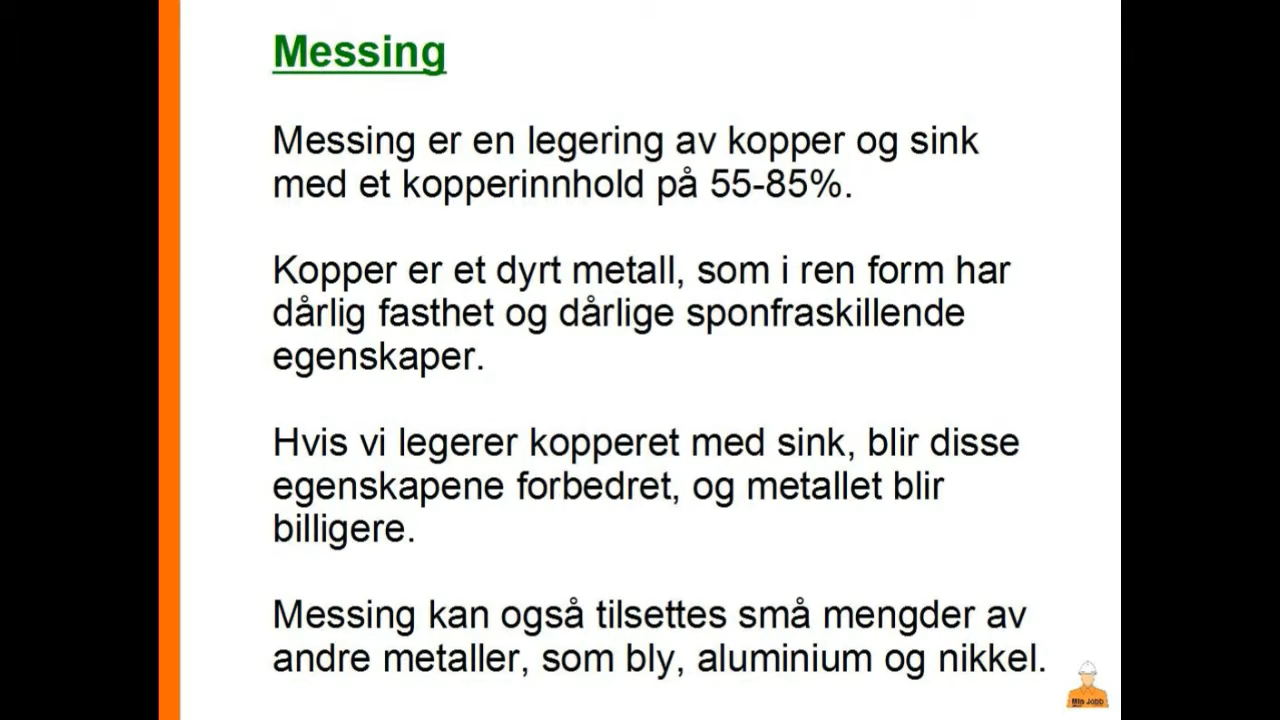 Messing
Messing er en legering av kopper og sink
med et kopperinnhold på 55-85%.
Kopper er et dyrt metall, som i ren form har
dårlig fasthet og dårlige sponfraskillende
egenskaper.
Hvis vi legerer kopperet med sink, blir disse
egenskapene forbedret, og metallet blir
billigere.
Messing kan også tilsettes små mengder av
andre metaller, som bly, aluminium og nikkel.
Min Jobb